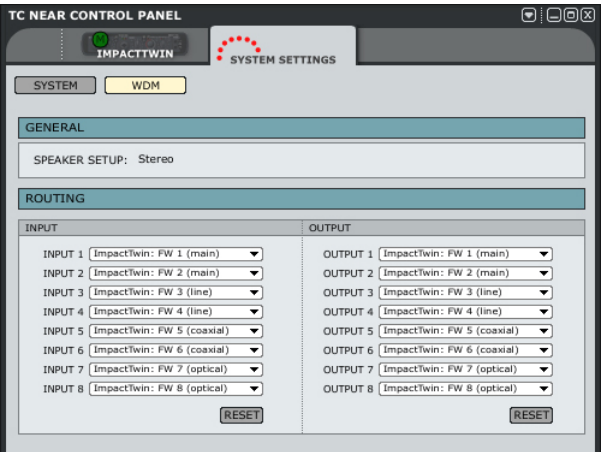 TC NEAR CONTROL PANEL
M
IMPACTTWIN
SYSTEM SETTINGS
SYSTEM WDM
GENERAL
SPEAKER SETUP: Stereo
ROUTING
INPUT OUTPUT
INPUT 1 ImpactTwin: FW 1 (main) OUTPUT 1 ImpactTwin: FW 1 (main)
INPUT 2 ImpactTwin: FW 2 (main) OUTPUT 2 ImpactTwin: FW 2 (main)
INPUT 3 ImpactTwin: FW 3 (line) OUTPUT 3 ImpactTwin: FW 3 (line)
INPUT 4 ImpactTwin: FW 4 (line) OUTPUT 4 ImpactTwin: FW 4 (line)
INPUT 5 ImpactTwin: FW 5 (coaxial) OUTPUT 5 ImpactTwin: FW 5 (coaxial)
INPUT 6 ImpactTwin: FW 6 (coaxial) OUTPUT 6 ImpactTwin: FW 6 (coaxial)
INPUT 7 ImpactTwin: FW 7 (optical) OUTPUT 7 ImpactTwin: FW 7 (optical)
INPUT 8 ImpactTwin: FW 8 (optical) OUTPUT 8 ImpactTwin: FW 8 (optical)
RESET RESET